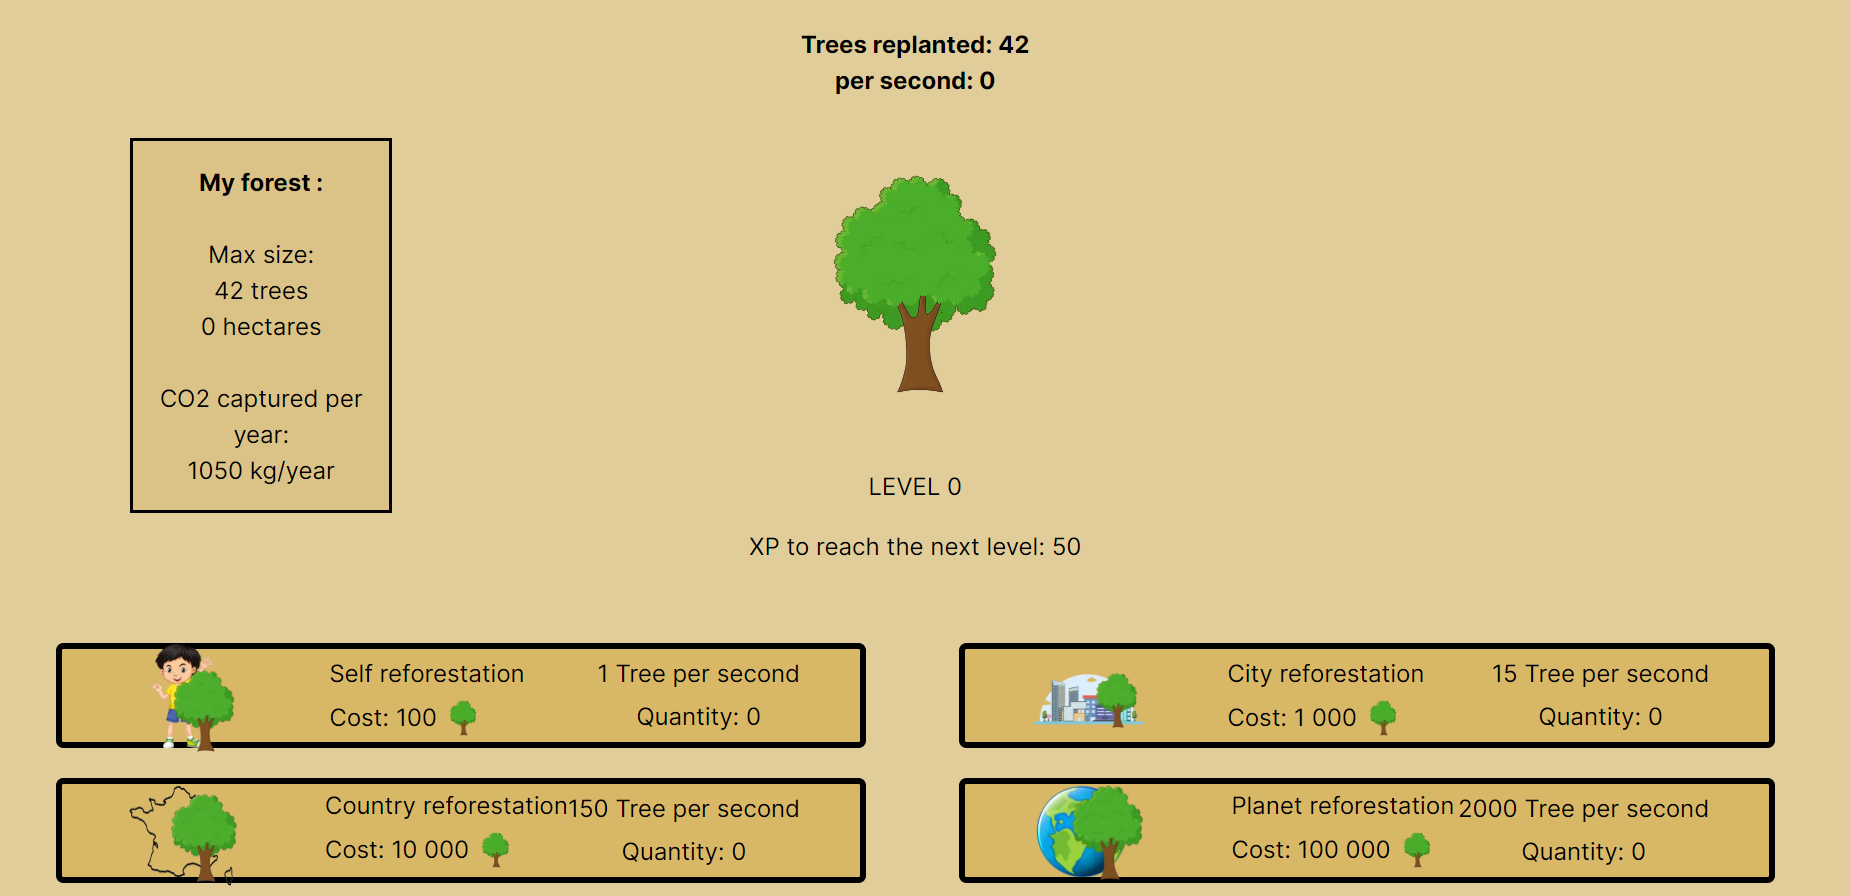 Trees replanted: 42
per second: 0
My forest :
Max size:
42 trees
0 hectares
CO2 captured per
year:
1050 kg/year
LEVEL 0
XP to reach the next level: 50
Self reforestation
1 Tree per second
Cost: 100
Quantity: 0
City reforestation
15 Tree per second
Cost: 1 000
Quantity: 0
Country reforestation
150 Tree per second
Cost: 10 000
Quantity: 0
Planet reforestation
2000 Tree per second
Cost: 100 000
Quantity: 0